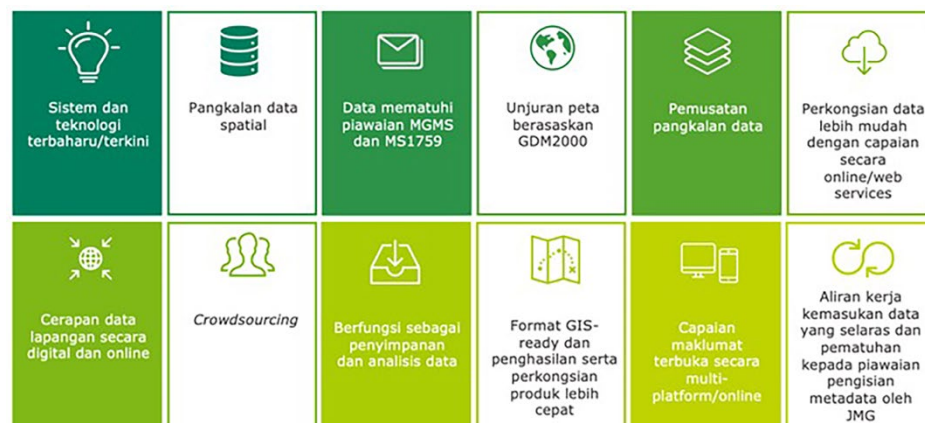 Sistem dan
teknologi
terbaharu/terkini
Pangkalan data
spatial
Data mematuhi
piawaian MGMS
dan MS1759
Unjuran peta
berasaskan
GDM2000
Pemusatan
pangkalan data
Perkongsian data
lebih mudah
dengan capaian
secara
online/web
services
Cerapan data
lapangan secara
digital dan online
Crowdsourcing
Berfungsi sebagai
penyimpanan
dan analisis data
Format GIS-
ready dan
penghasilan serta
perkongsian
produk lebih
cepat
Capaian
maklumat
terbuka secara
multi-
platform/online
Aliran kerja
kemasukan data
yang selaras dan
pematuhan
kepada piawaian
pengisian
metadata oleh
JMG